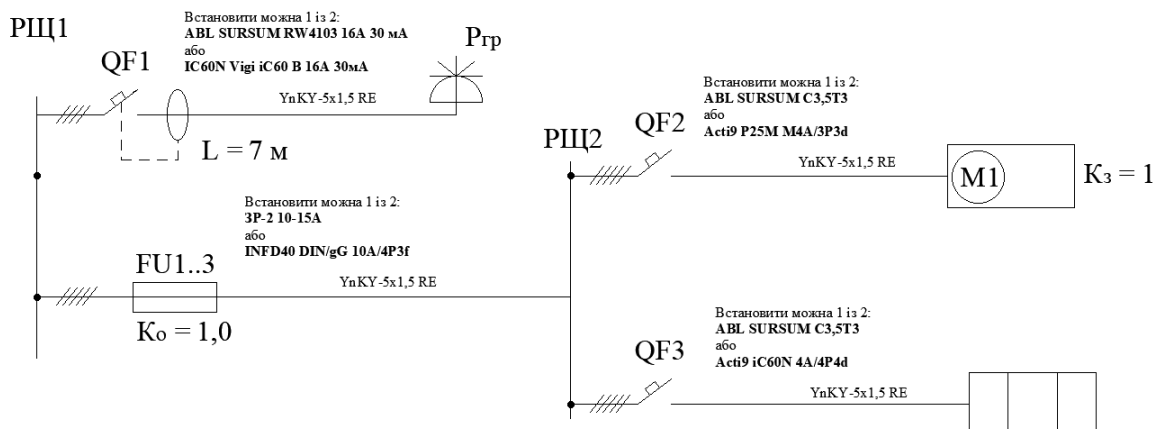 РЩ1
QF1
Встановити можна 1 із 2:
ABL SURSUM RW4103 16А 30 мА
або
IC60N Vigi iC60 B 16A 30мА
Ргр
YnKY-5x1,5 RE
L = 7 м
Встановити можна 1 із 2:
ЗР-2 10-15А
або
INFD40 DIN/gG 10A/4P3f
FU1..3
YnKY-5x1,5 RE
Ко = 1,0
РЩ2
QF2
Встановити можна 1 із 2:
ABL SURSUM C3,5T3
або
Acti9 P25M M4A/3P3d
YnKY-5x1,5 RE
М1
Кз = 1
QF3
Встановити можна 1 із 2:
ABL SURSUM C3,5T3
або
Acti9 iC60N 4A/4P4d
YnKY-5x1,5 RE